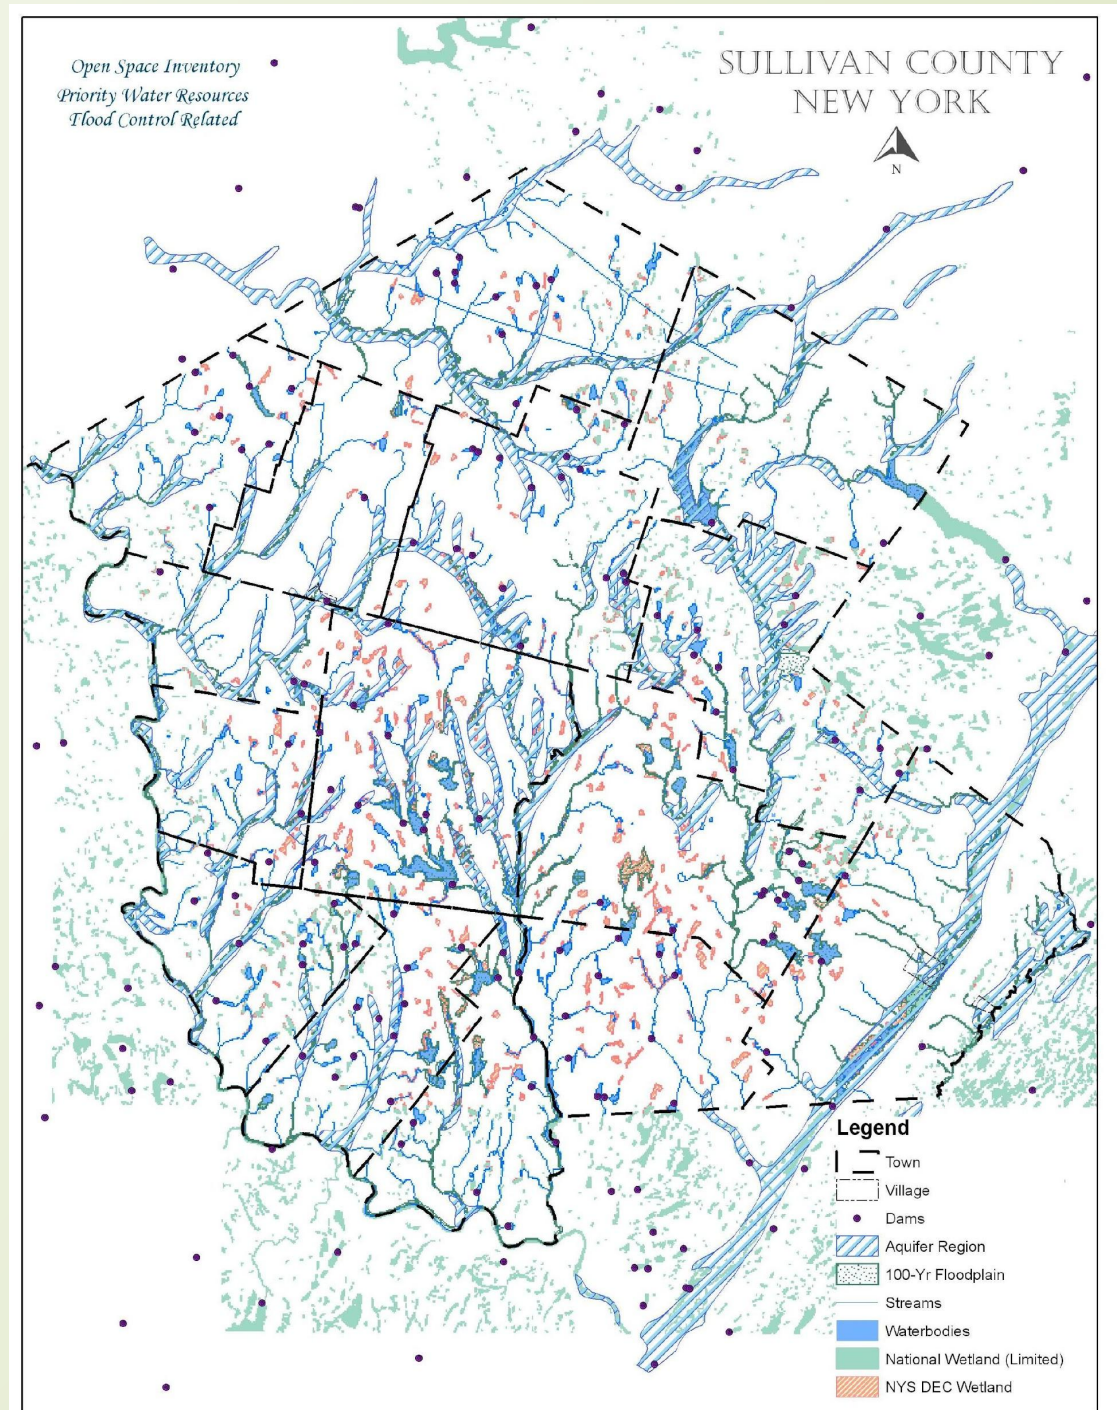 Open Space Inventory
Priority Water Resources
Flood Control Related
SULLIVAN COUNTY
NEW YORK
N
Legend
Town
Village
Dams
Aquifer Region
100-Yr Floodplain
Streams
Waterbodies
National Wetland (Limited)
NYS DEC Wetland